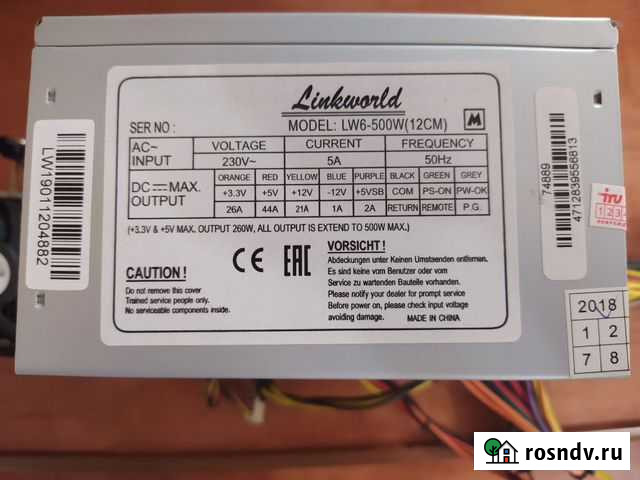 Linkworld
SER NO : MODEL: LW6-500W(12CM) M
AC~ INPUT VOLTAGE CURRENT FREQUENCY
230V~ 5A 50Hz
DC MAX. OUTPUT ORANGE RED YELLOW BLUE PURPLE BLACK GREEN GREY
+3.3V +5V +12V -12V +5VSB COM PS-ON PW-OK
26A 44A 21A 1A 2A RETURN REMOTE P.G.
(+3.3V & +5V MAX. OUTPUT 260W, ALL OUTPUT IS EXTEND TO 500W MAX.)
CAUTION !
Do not remove this cover
Trained service people only.
No serviceable components inside.
CE EAC
VORSICHT !
Abdeckungen unter Keinen Umstaenden entfernen.
Es sind keine vom Benutzer oder vom
Service zu wartenden Bauteile vorhanden.
Please notify your dealer for prompt service
Before power on, please check input voltage
avoiding damage. MADE IN CHINA
LW19011204882
74889
4712839556813
iru
1 2 3 4
2018
1 2
7 8
rosndv.ru